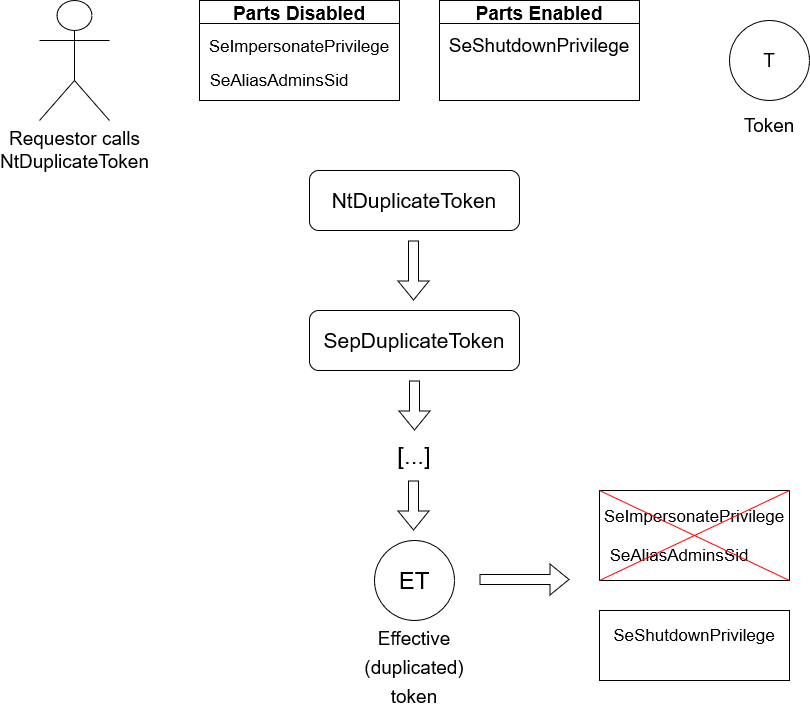 Parts Disabled
SeImpersonatePrivilege
SeAliasAdminsSid
Parts Enabled
SeShutdownPrivilege
T
Token
Requestor calls
NtDuplicateToken
NtDuplicateToken
SepDuplicateToken
[...]
ET
Effective
(duplicated)
token
SeImpersonatePrivilege
SeAliasAdminsSid
SeShutdownPrivilege